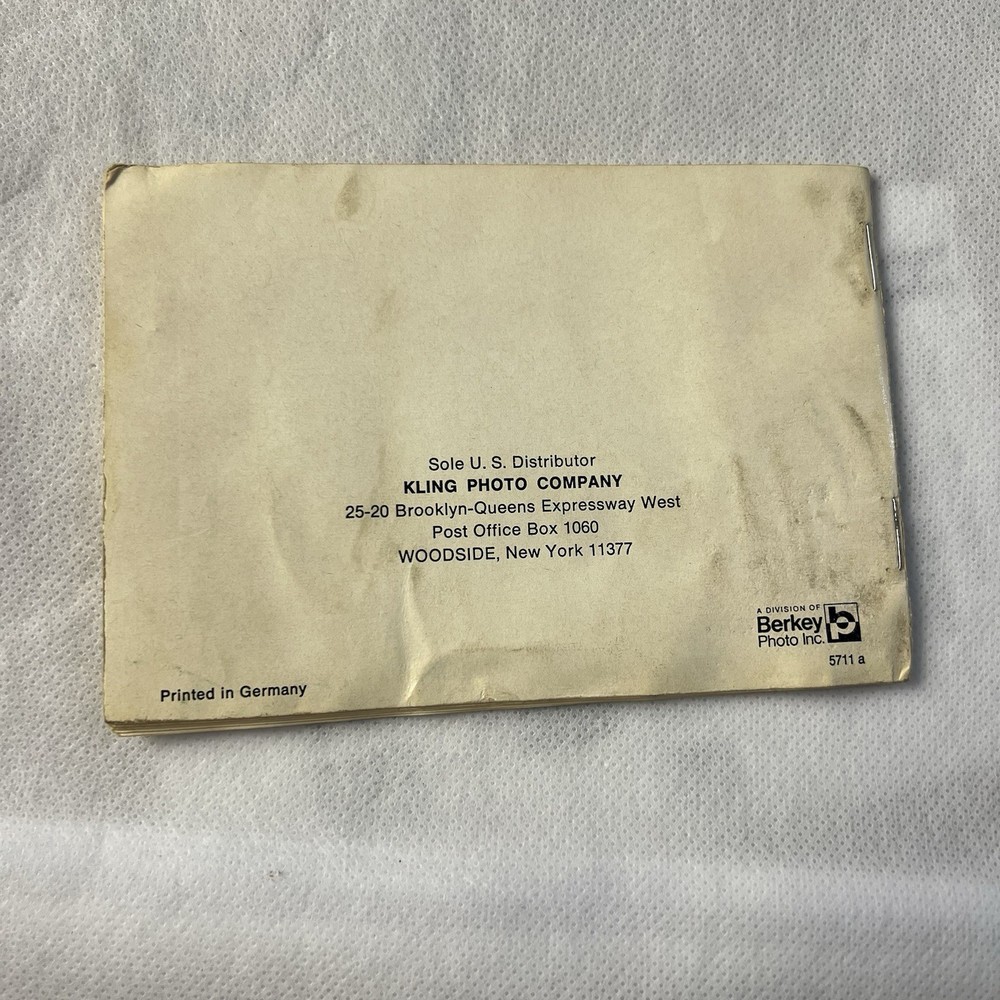 Sole U. S. Distributor
KLING PHOTO COMPANY
25-20 Brooklyn-Queens Expressway West
Post Office Box 1060
WOODSIDE, New York 11377
A DIVISION OF
Berkey
Photo Inc.
5711 a
Printed in Germany